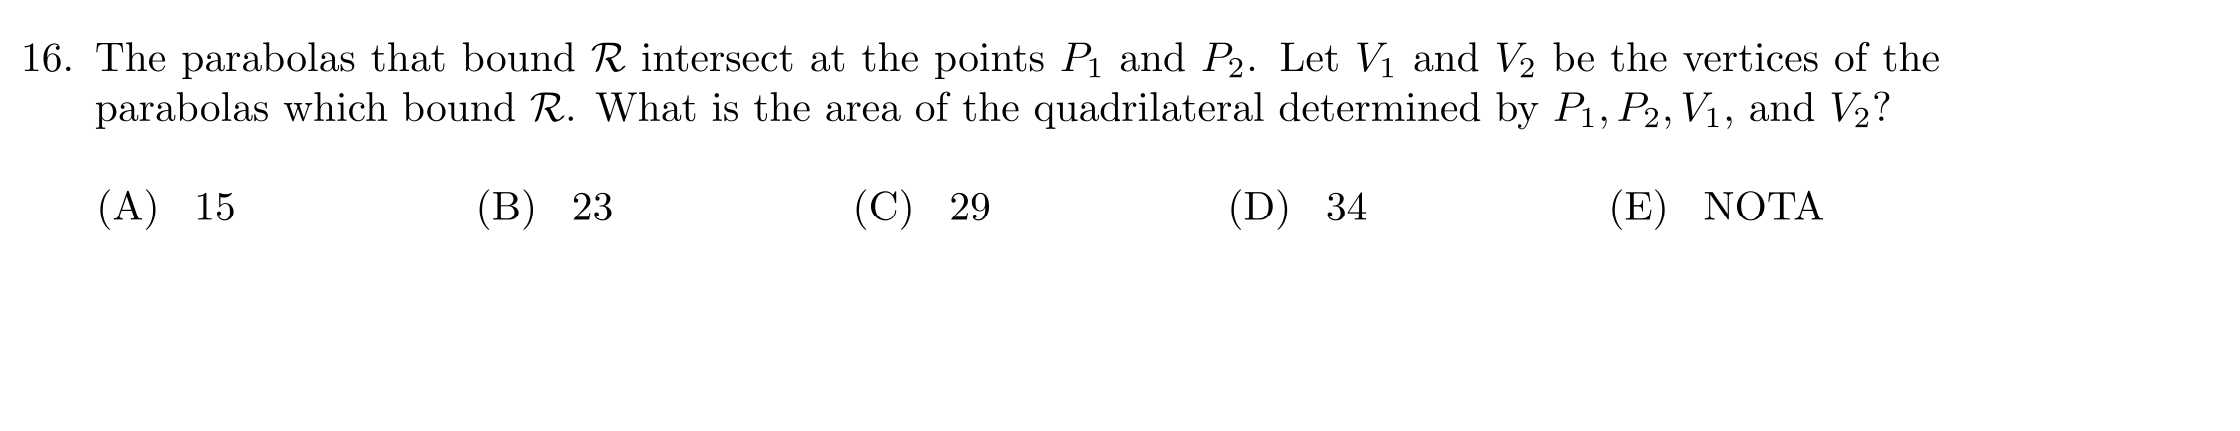 16. The parabolas that bound $\mathcal{R}$ intersect at the points $P_1$ and $P_2$. Let $V_1$ and $V_2$ be the vertices of the
parabolas which bound $\mathcal{R}$. What is the area of the quadrilateral determined by $P_1, P_2, V_1$, and $V_2$?
(A) 15 (B) 23 (C) 29 (D) 34 (E) NOTA